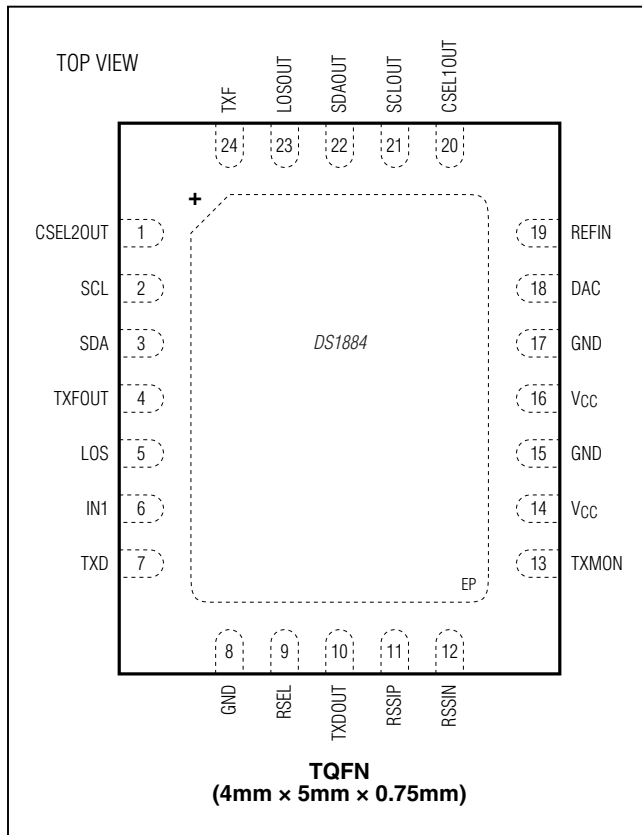 TOP VIEW
TXF
LOSOUT
SDAOUT
SCLOUT
CSEL1OUT
24
23
22
21
20
+
CSEL2OUT 1
19 REFIN
SCL 2
18 DAC
SDA 3
DS1884
17 GND
TXFOUT 4
16 VCC
LOS 5
15 GND
IN1 6
14 VCC
TXD 7
13 TXMON
EP
8
9
10
11
12
GND
RSEL
TXDOUT
RSSIP
RSSIN
TQFN
(4mm × 5mm × 0.75mm)